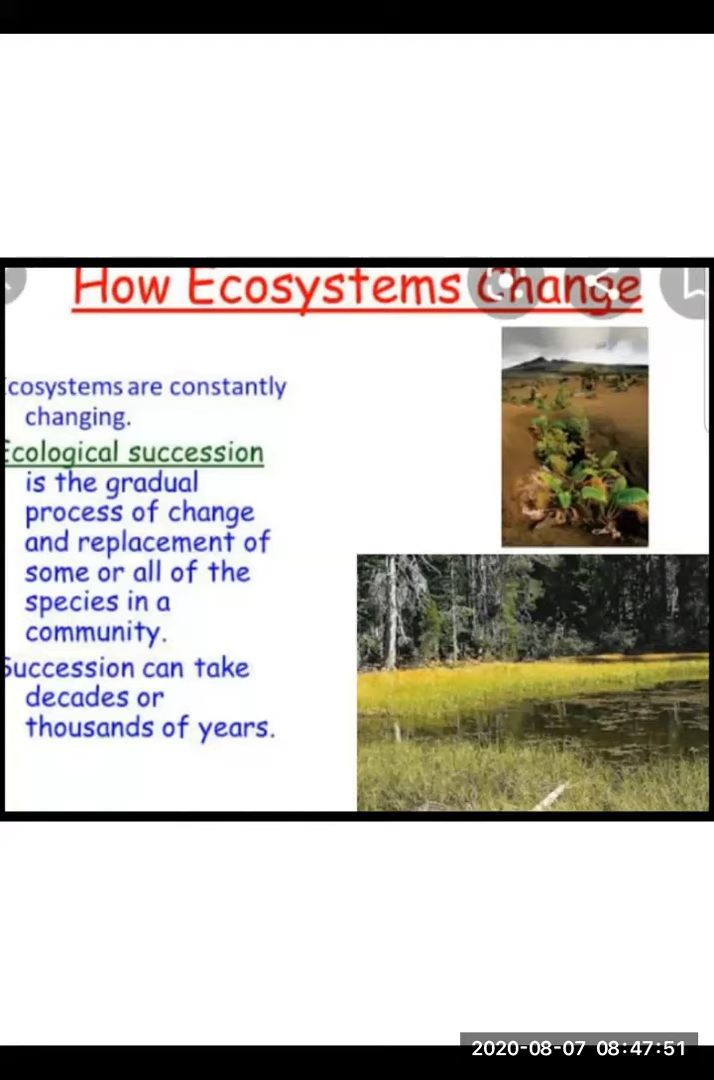 How Ecosystems Change
cosystems are constantly
changing.
Ecological succession
is the gradual
process of change
and replacement of
some or all of the
species in a
community.
Succession can take
decades or
thousands of years.
2020-08-07 08:47:51